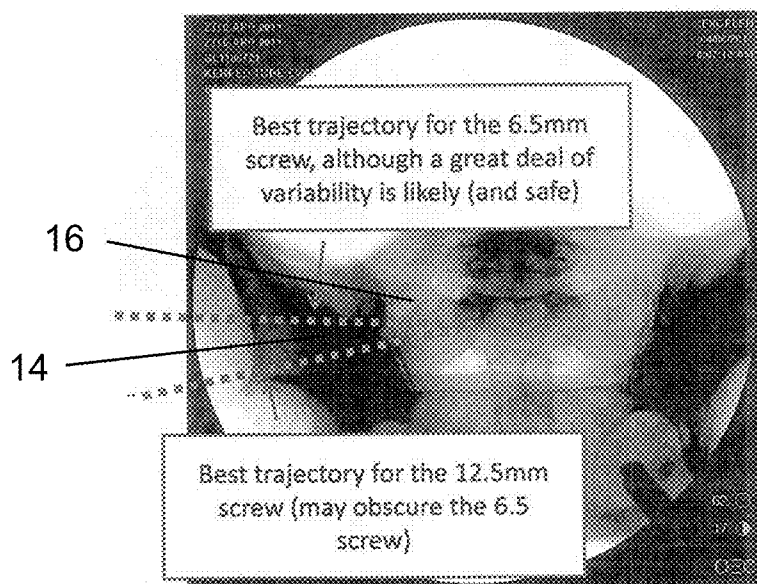 Best trajectory for the 6.5mm
screw, although a great deal of
variability is likely (and safe)
16
14
Best trajectory for the 12.5mm
screw (may obscure the 6.5
screw)